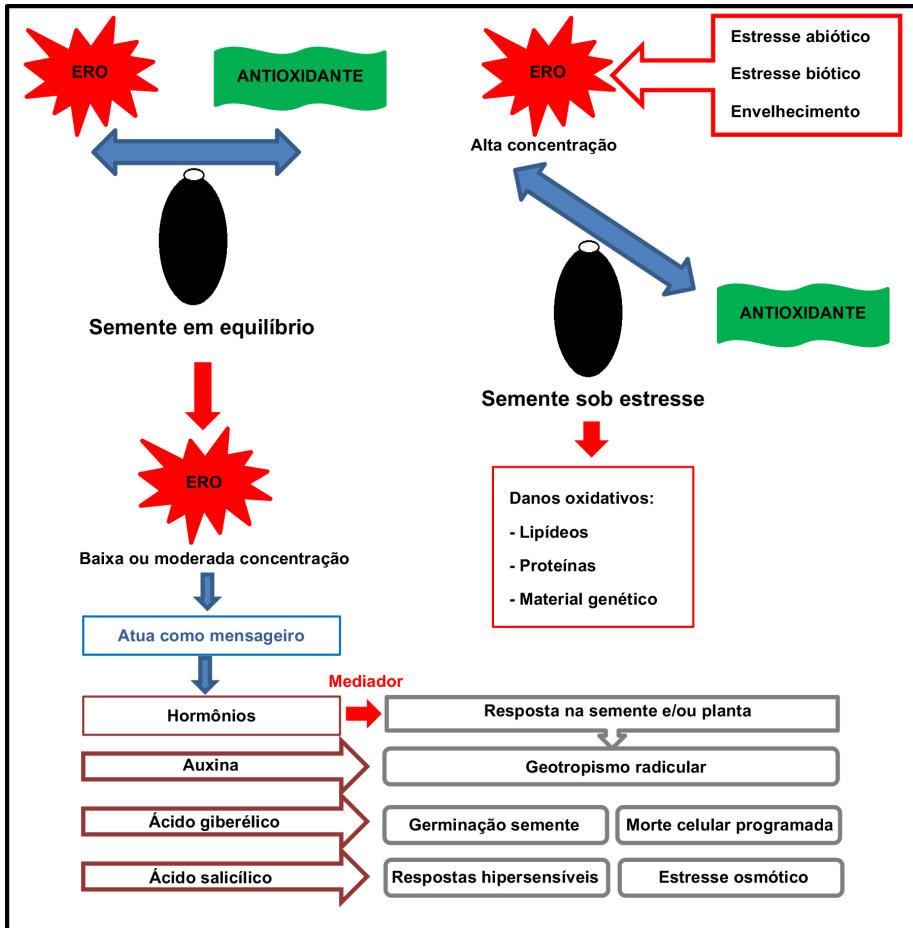 ERO
ANTIOXIDANTE
Semente em equilíbrio
ERO
Baixa ou moderada concentração
Atua como mensageiro
ERO
Estresse abiótico
Estresse biótico
Envelhecimento
Alta concentração
ANTIOXIDANTE
Semente sob estresse
Danos oxidativos:
- Lipídeos
- Proteínas
- Material genético
Hormônios
Mediador
Resposta na semente e/ou planta
Auxina
Geotropismo radicular
Ácido giberélico
Germinação semente
Morte celular programada
Ácido salicílico
Respostas hipersensíveis
Estresse osmótico